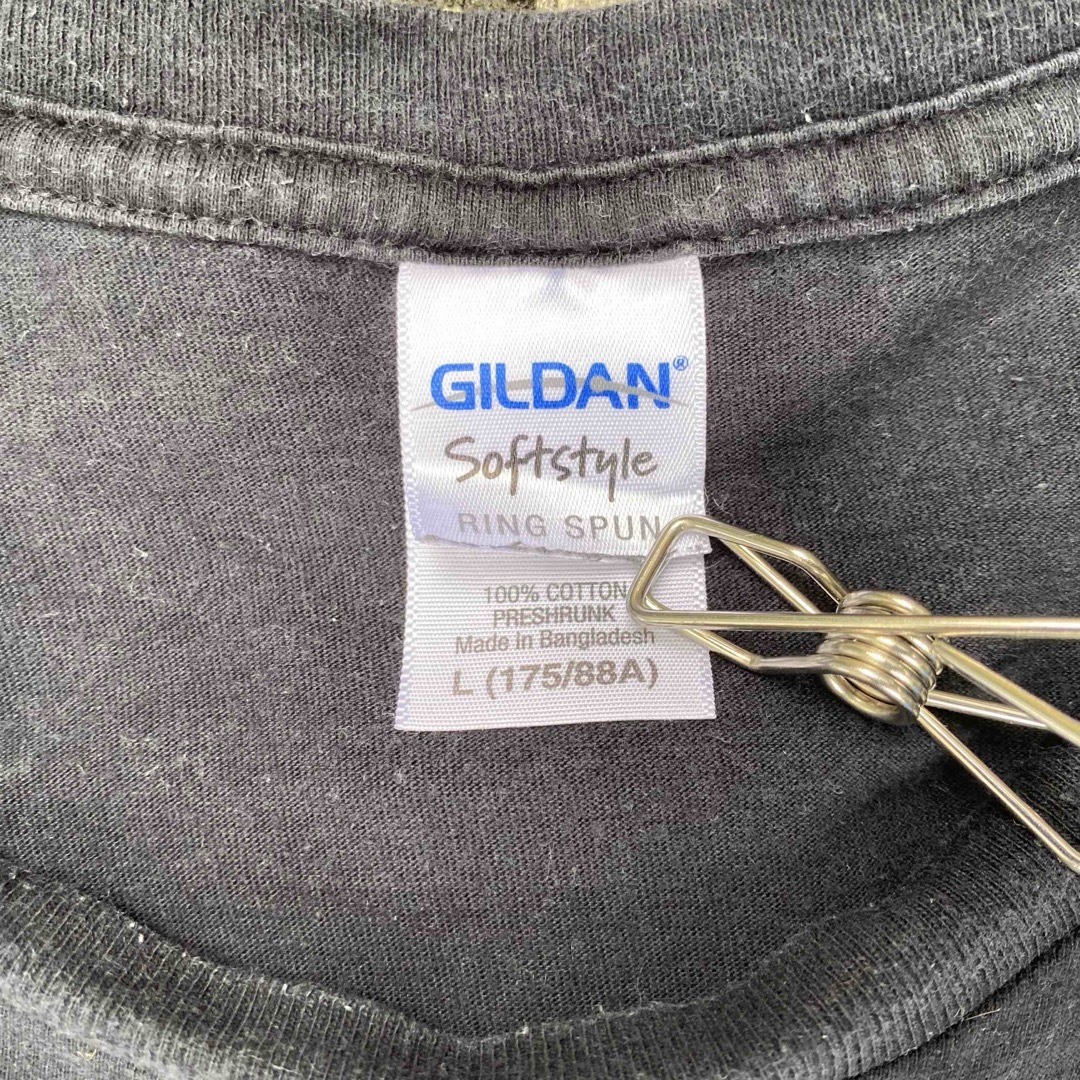 GILDAN®
Softstyle
RING SPUN
100% COTTON
PRESHRUNK
Made in Bangladesh
L (175/88A)